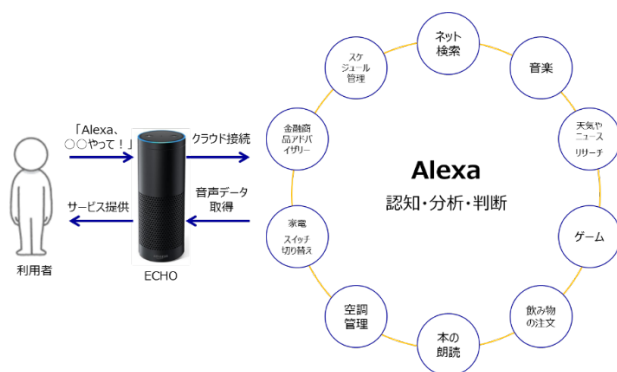 「Alexa、
○○やって！」
クラウド接続
サービス提供
音声データ
取得
利用者
ECHO
ネット
検索
音楽
天気や
ニュース
リサーチ
ゲーム
飲み物
の注文
本の
朗読
空調
管理
家電
スイッチ
切り替え
金融商
品アドバ
イザリー
スケ
ジュール
管理
Alexa
認知・分析・判断